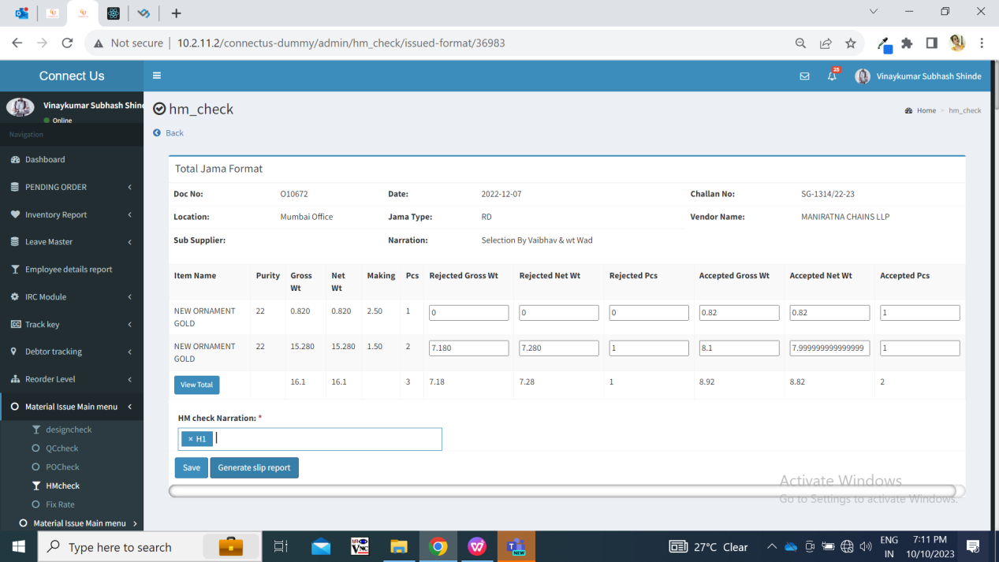 Not secure | 10.2.11.2/connectus-dummy/admin/hm_check/issued-format/36983
Connect Us
25
Vinaykumar Subhash Shinde
Vinaykumar Subhash Shind
Online
Navigation
Dashboard
PENDING ORDER
Inventory Report
Leave Master
Employee details report
IRC Module
Track key
Debtor tracking
Reorder Level
Material Issue Main menu
designcheck
QCcheck
POCheck
HMcheck
Fix Rate
Material Issue Main menu
hm_check
Home > hm_check
Back
Total Jama Format
Doc No: O10672 Date: 2022-12-07 Challan No: SG-1314/22-23
Location: Mumbai Office Jama Type: RD Vendor Name: MANIRATNA CHAINS LLP
Sub Supplier: Narration: Selection By Vaibhav & wt Wad
Item Name Purity Gross Wt Net Wt Making Pcs Rejected Gross Wt Rejected Net Wt Rejected Pcs Accepted Gross Wt Accepted Net Wt Accepted Pcs
NEW ORNAMENT GOLD 22 0.820 0.820 2.50 1 0 0 0 0.82 0.82 1
NEW ORNAMENT GOLD 22 15.280 15.280 1.50 2 7.180 7.280 1 8.1 7.999999999999999 1
View Total 16.1 16.1 3 7.18 7.28 1 8.92 8.82 2
HM check Narration: *
× H1
Save Generate slip report
Activate Windows
Go to Settings to activate Windows.
Type here to search
VNC
NEW
27°C Clear
ENG
IN
7:11 PM
10/10/2023